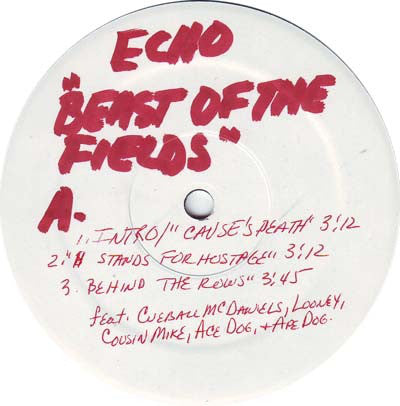 ECHO
"BEAST OF THE
FIELDS"
A.
1. INTRO/"CAUSE'S DEATH" 3:12
2. "H STANDS FOR HOSTAGE" 3:12
3. BEHIND THE ROWS" 3:45
feat. CUEBALL MCDANIELS, LOONEY,
COUSIN MIKE, ACE DOG, + APE DOG.